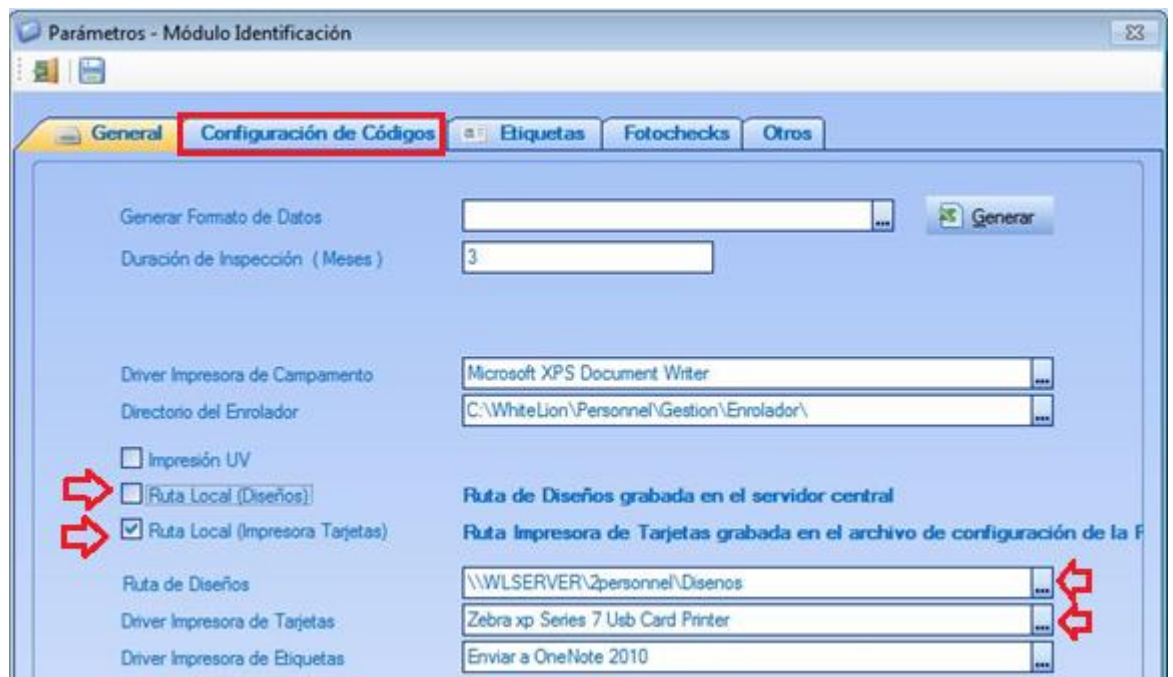 Parámetros - Módulo Identificación
General Configuración de Códigos Etiquetas Fotochecks Otros
Generar Formato de Datos ... Generar
Duración de Inspección ( Meses ) 3
Driver Impresora de Campamento Microsoft XPS Document Writer ...
Directorio del Enrolador C:\WhiteLion\Personnel\Gestion\Enrolador\ ...
Impresión UV
Ruta Local (Diseños) Ruta de Diseños grabada en el servidor central
Ruta Local (Impresora Tarjetas) Ruta Impresora de Tarjetas grabada en el archivo de configuración de la
Ruta de Diseños \\WLSERVER\2personnel\Disenos ...
Driver Impresora de Tarjetas Zebra xp Series 7 Usb Card Printer ...
Driver Impresora de Etiquetas Enviar a OneNote 2010 ...